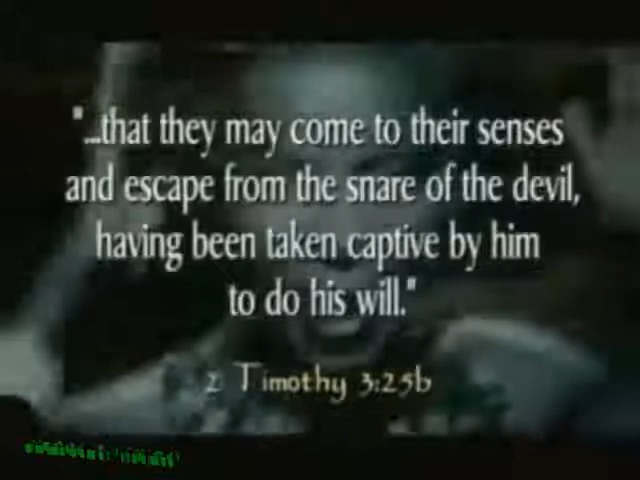 "...that they may come to their senses
and escape from the snare of the devil,
having been taken captive by him
to do his will."
2 Timothy 3:25b